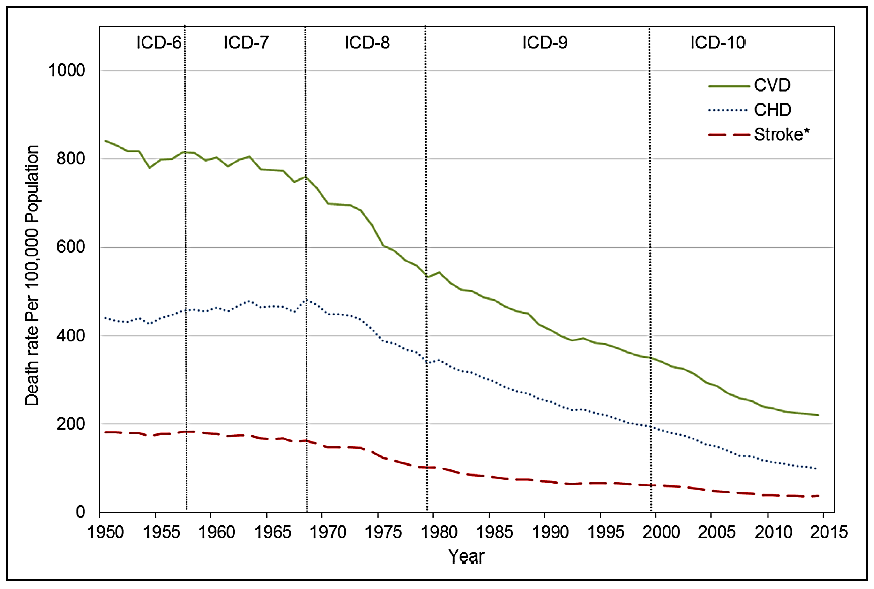 ICD-6 ICD-7 ICD-8 ICD-9 ICD-10
1000
CVD
CHD
Stroke*
800
600
400
200
0
Death rate Per 100,000 Population
1950 1955 1960 1965 1970 1975 1980 1985 1990 1995 2000 2005 2010 2015
Year